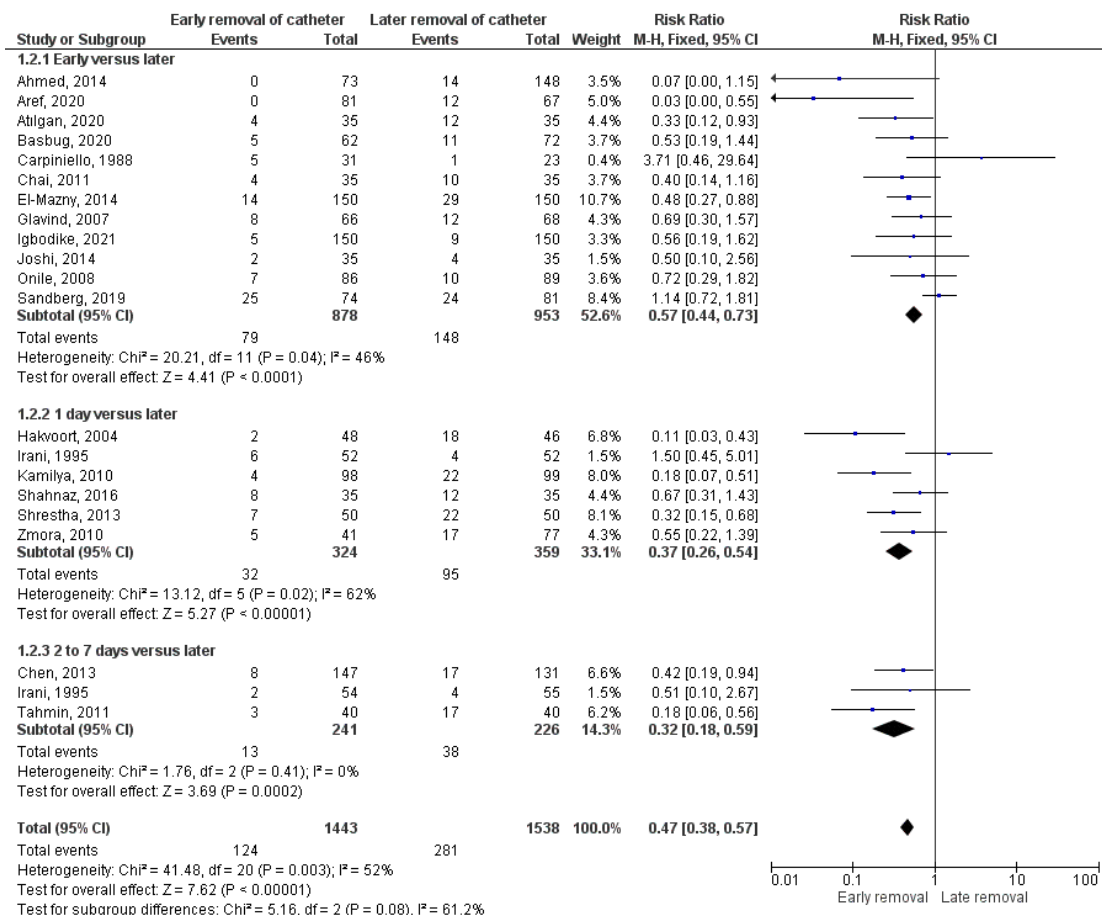 Early removal of catheter Later removal of catheter Risk Ratio Risk Ratio
Study or Subgroup Events Total Events Total Weight M-H, Fixed, 95% CI M-H, Fixed, 95% CI
1.2.1 Early versus later
Ahmed, 2014 0 73 14 148 3.5% 0.07 [0.00, 1.15]
Aref, 2020 0 81 12 67 5.0% 0.03 [0.00, 0.55]
Atılgan, 2020 4 35 12 35 4.4% 0.33 [0.12, 0.93]
Basbug, 2020 5 62 11 72 3.7% 0.53 [0.19, 1.44]
Carpiniello, 1988 5 31 1 23 0.4% 3.71 [0.46, 29.64]
Chai, 2011 4 35 10 35 3.7% 0.40 [0.14, 1.16]
El-Mazny, 2014 14 150 29 150 10.7% 0.48 [0.27, 0.88]
Glavind, 2007 8 66 12 68 4.3% 0.69 [0.30, 1.57]
Igbodike, 2021 5 150 9 150 3.3% 0.56 [0.19, 1.62]
Joshi, 2014 2 35 4 35 1.5% 0.50 [0.10, 2.56]
Onile, 2008 7 86 10 89 3.6% 0.72 [0.29, 1.82]
Sandberg, 2019 25 74 24 81 8.4% 1.14 [0.72, 1.81]
Subtotal (95% CI) 878 953 52.6% 0.57 [0.44, 0.73]
Total events 79 148
Heterogeneity: Chi² = 20.21, df = 11 (P = 0.04); I² = 46%
Test for overall effect: Z = 4.41 (P < 0.0001)
1.2.2 1 day versus later
Hakvoort, 2004 2 48 18 46 6.8% 0.11 [0.03, 0.43]
Irani, 1995 6 52 4 52 1.5% 1.50 [0.45, 5.01]
Kamilya, 2010 4 98 22 99 8.0% 0.18 [0.07, 0.51]
Shahnaz, 2016 8 35 12 35 4.4% 0.67 [0.31, 1.43]
Shrestha, 2013 7 50 22 50 8.1% 0.32 [0.15, 0.68]
Zmora, 2010 5 41 17 77 4.3% 0.55 [0.22, 1.39]
Subtotal (95% CI) 324 359 33.1% 0.37 [0.26, 0.54]
Total events 32 95
Heterogeneity: Chi² = 13.12, df = 5 (P = 0.02); I² = 62%
Test for overall effect: Z = 5.27 (P < 0.00001)
1.2.3 2 to 7 days versus later
Chen, 2013 8 147 17 131 6.6% 0.42 [0.19, 0.94]
Irani, 1995 2 54 4 55 1.5% 0.51 [0.10, 2.67]
Tahmin, 2011 3 40 17 40 6.2% 0.18 [0.06, 0.56]
Subtotal (95% CI) 241 226 14.3% 0.32 [0.18, 0.59]
Total events 13 38
Heterogeneity: Chi² = 1.76, df = 2 (P = 0.41); I² = 0%
Test for overall effect: Z = 3.69 (P = 0.0002)
Total (95% CI) 1443 1538 100.0% 0.47 [0.38, 0.57]
Total events 124 281
Heterogeneity: Chi² = 41.48, df = 20 (P = 0.003); I² = 52%
Test for overall effect: Z = 7.62 (P < 0.00001)
Test for subgroup differences: Chi² = 5.16, df = 2 (P = 0.08), I² = 61.2%
0.01 0.1 1 10 100
Early removal Late removal